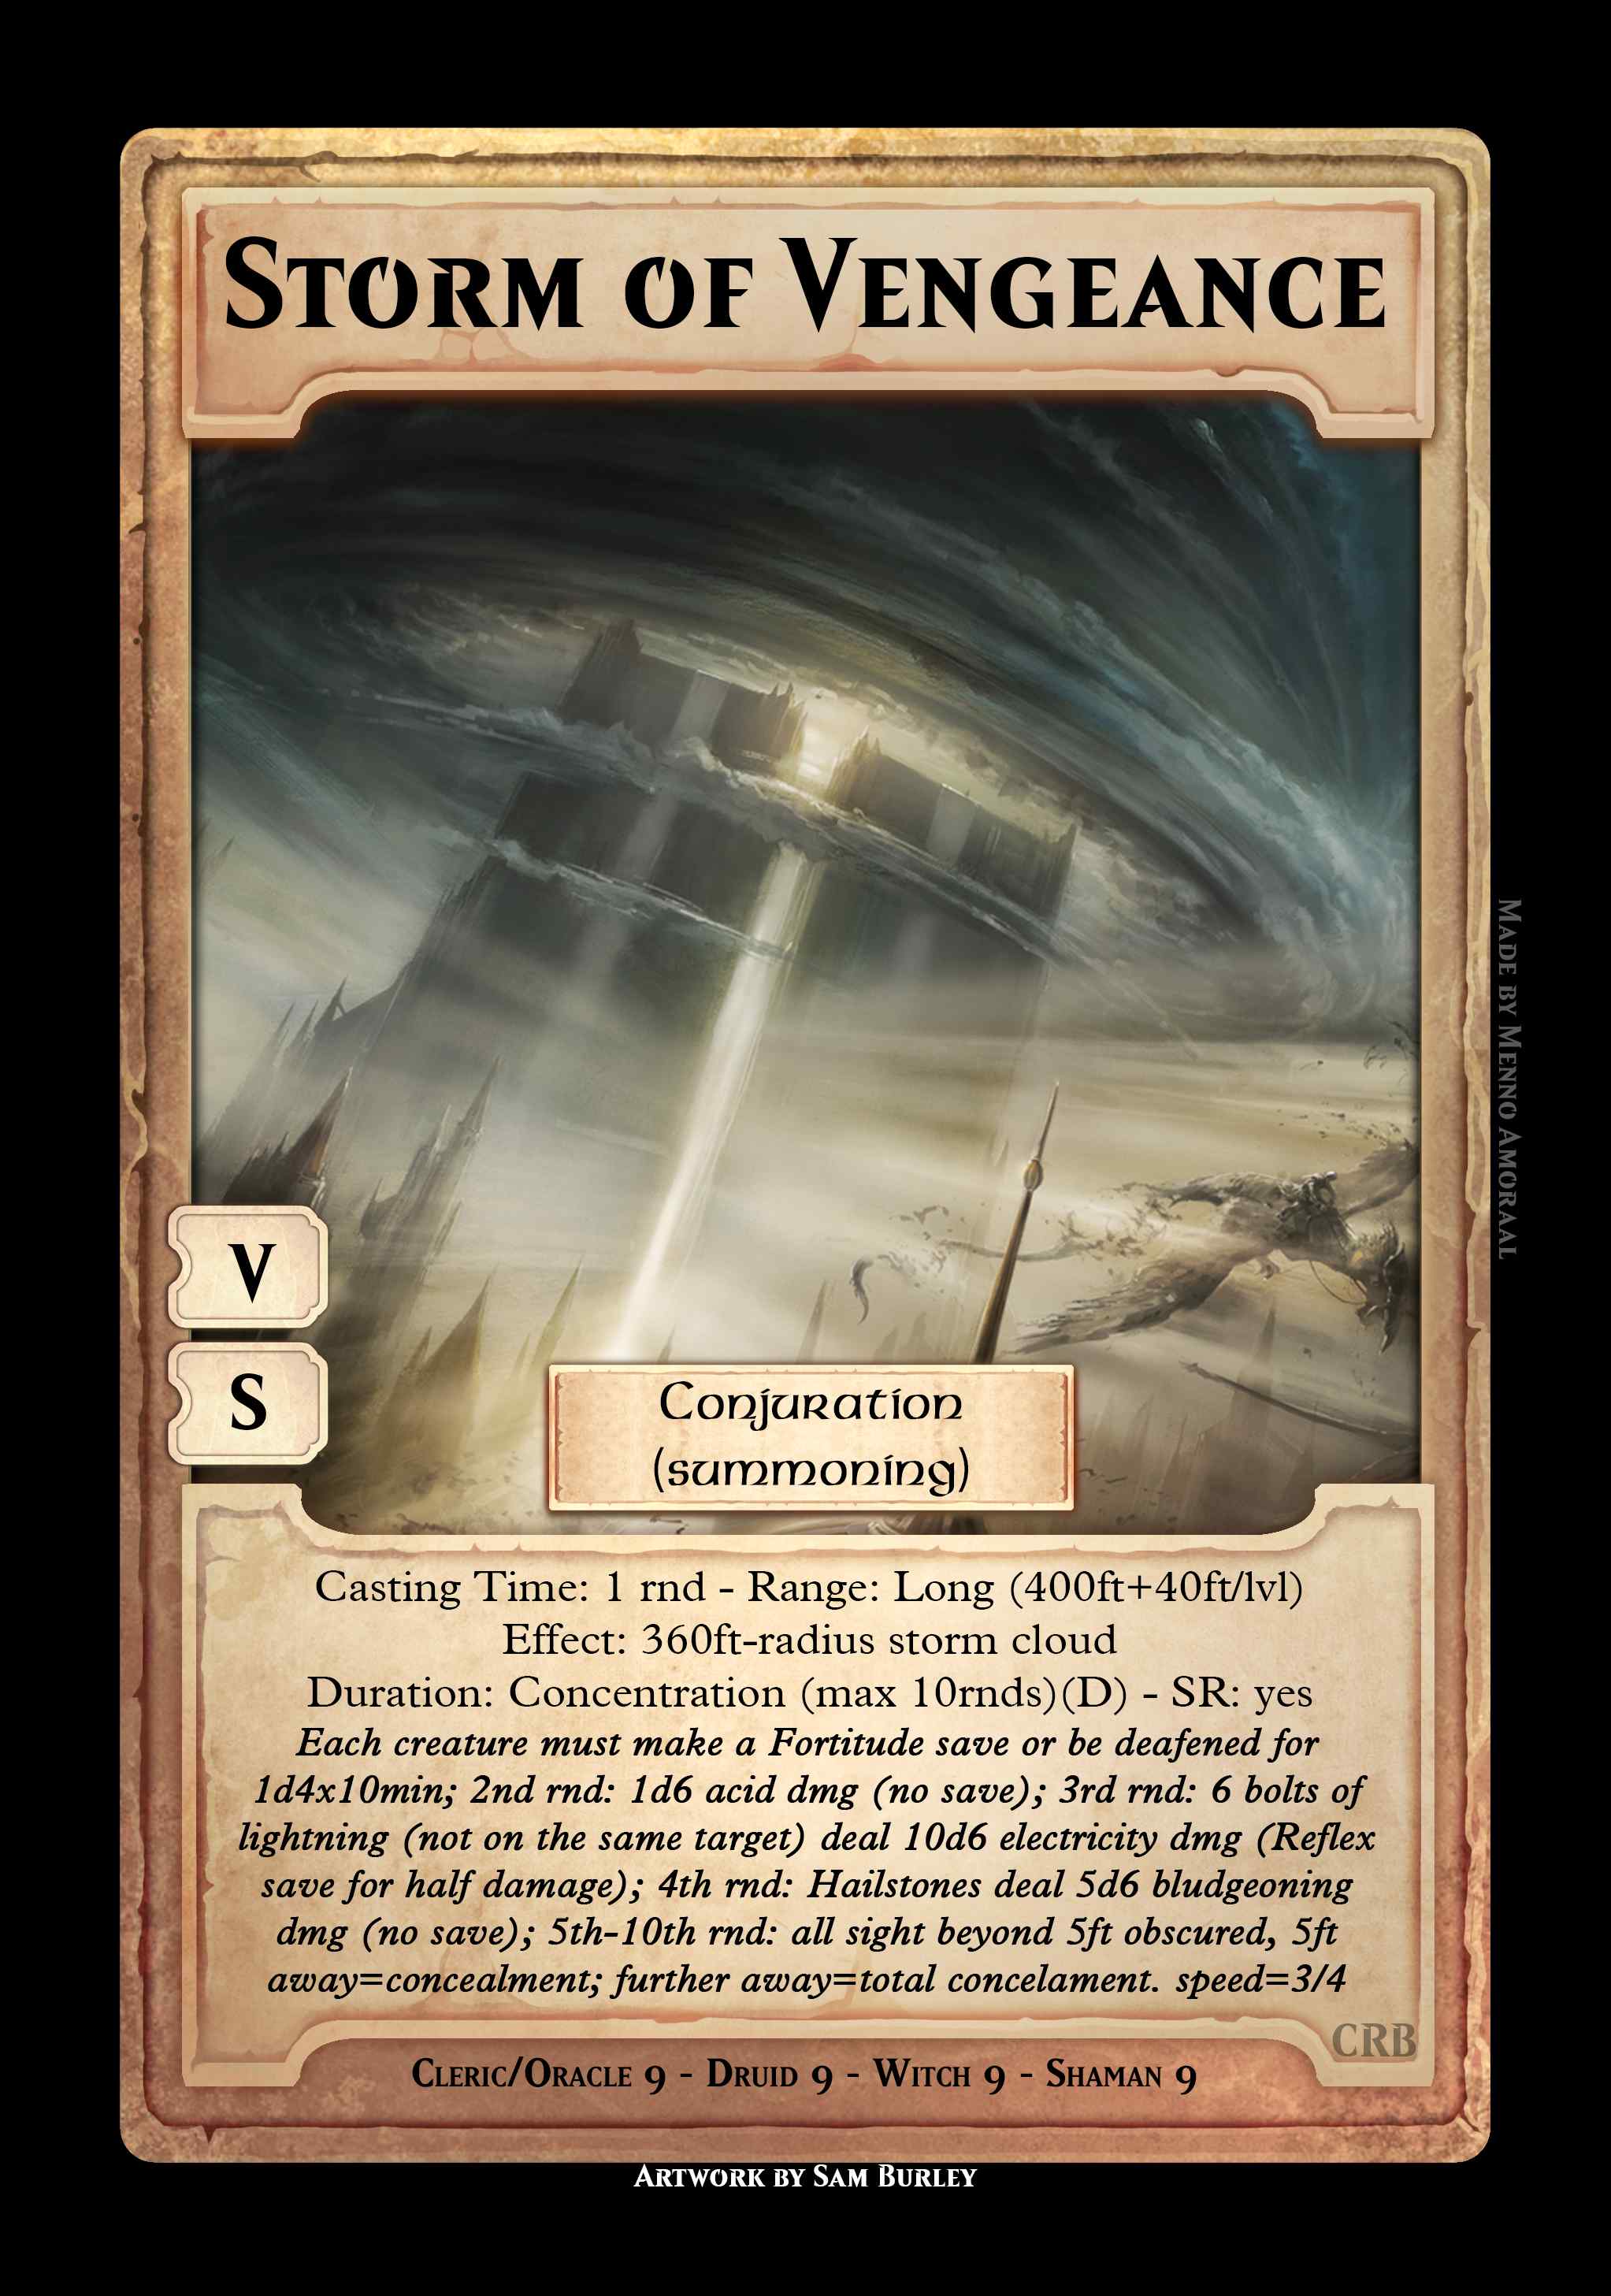 Storm of Vengeance
V
S
Conjuration
(summoning)
Casting Time: 1 rnd - Range: Long (400ft+40ft/lvl)
Effect: 360ft-radius storm cloud
Duration: Concentration (max 10rnds)(D) - SR: yes
Each creature must make a Fortitude save or be deafened for
1d4x10min; 2nd rnd: 1d6 acid dmg (no save); 3rd rnd: 6 bolts of
lightning (not on the same target) deal 10d6 electricity dmg (Reflex
save for half damage); 4th rnd: Hailstones deal 5d6 bludgeoning
dmg (no save); 5th-10th rnd: all sight beyond 5ft obscured, 5ft
away=concealment; further away=total concelament. speed=3/4
CRB
Cleric/Oracle 9 - Druid 9 - Witch 9 - Shaman 9
Artwork by Sam Burley
Made by Menno Amoraal